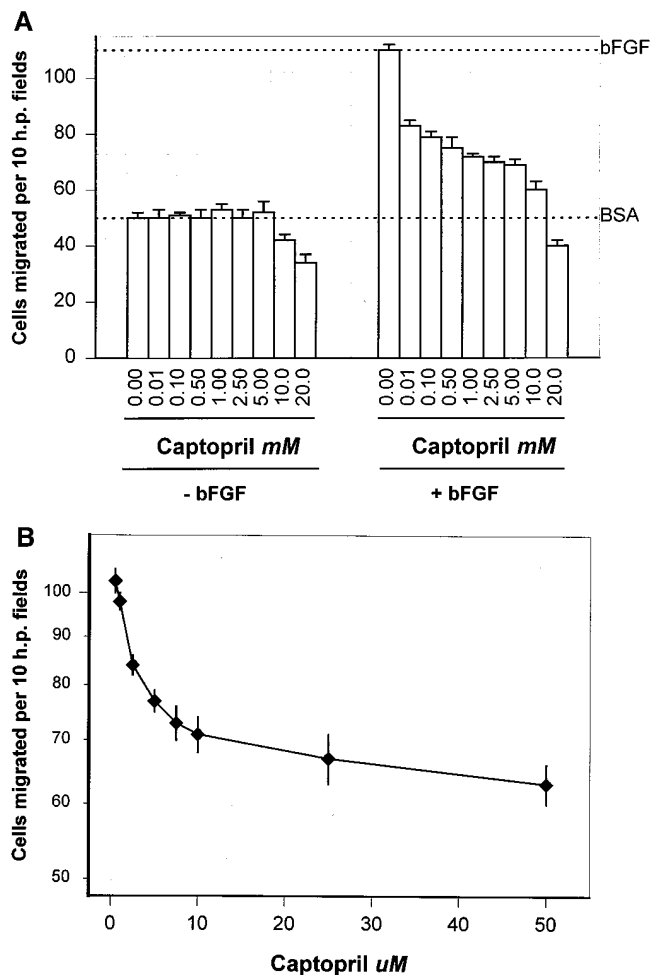 A
Cells migrated per 10 h.p. fields
100
80
60
40
20
0
bFGF
BSA
0.00 0.01 0.10 0.50 1.00 2.50 5.00 10.0 20.0
0.00 0.01 0.10 0.50 1.00 2.50 5.00 10.0 20.0
Captopril mM
Captopril mM
- bFGF
+ bFGF
B
Cells migrated per 10 h.p. fields
100
90
80
70
60
50
0 10 20 30 40 50
Captopril uM